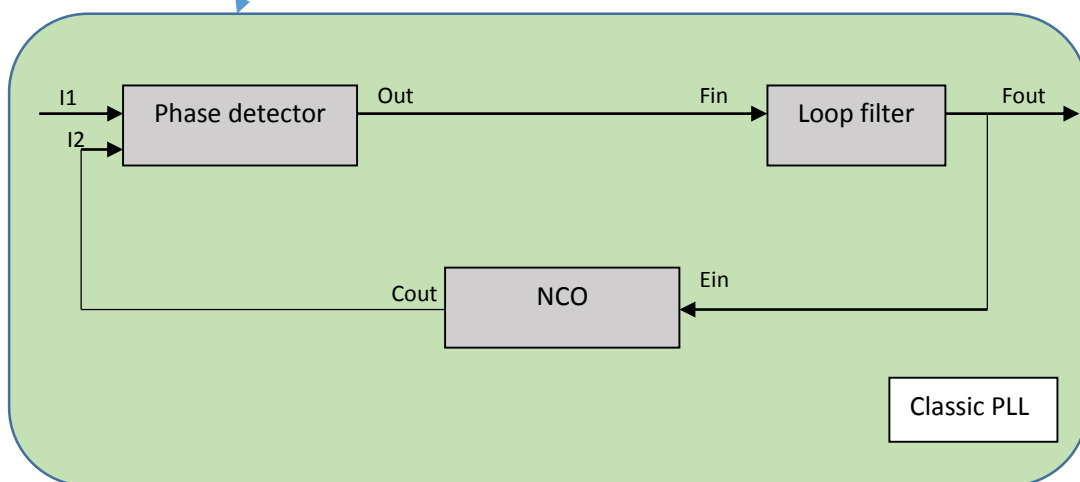 I1
Phase detector
Out
Fin
Loop filter
Fout
I2
Cout
NCO
Ein
Classic PLL